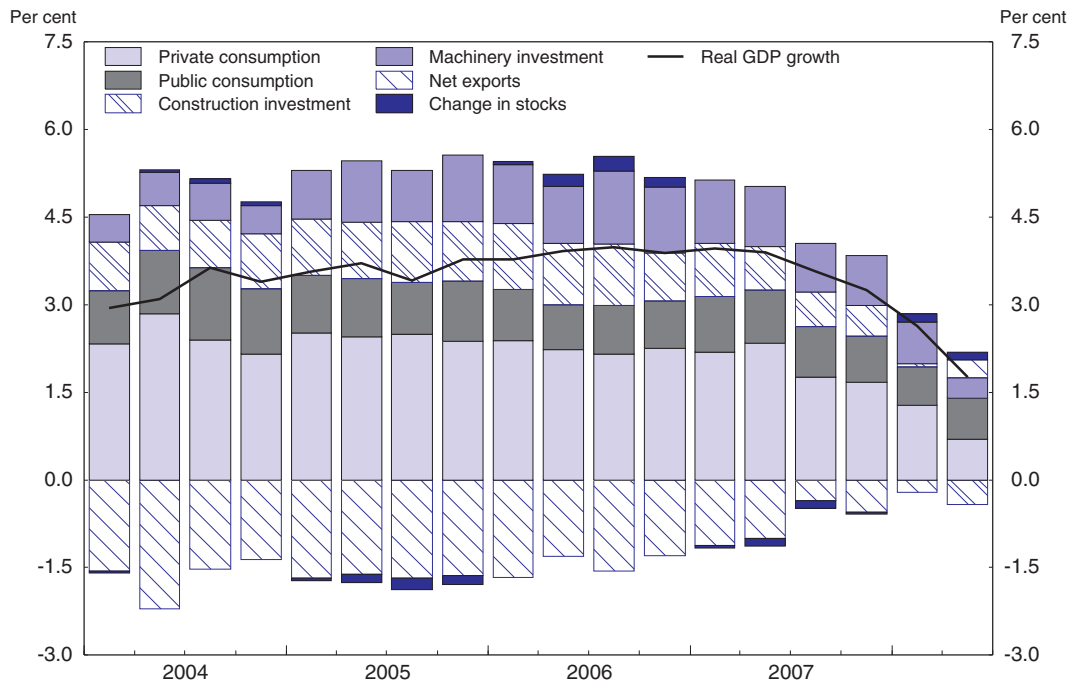 Per cent Per cent
7.5 7.5
Private consumption Machinery investment Real GDP growth
Public consumption Net exports
Construction investment Change in stocks
6.0 6.0
4.5 4.5
3.0 3.0
1.5 1.5
0.0 0.0
-1.5 -1.5
-3.0 -3.0
2004 2005 2006 2007